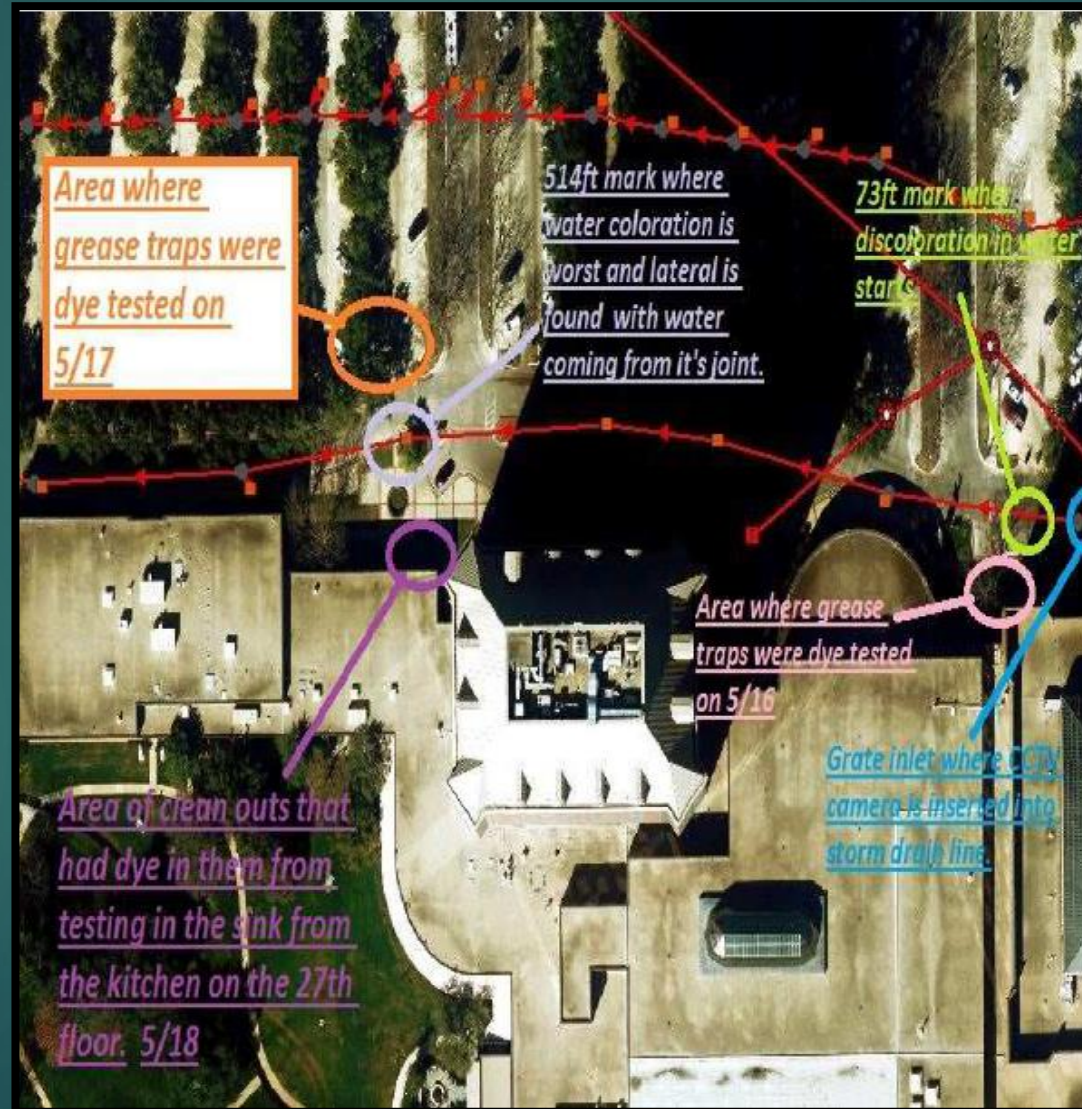 Area where
grease traps were
dye tested on
5/17
514ft mark where
water coloration is
worst and lateral is
found with water
coming from it's joint.
73ft mark
discoloration in water
starts
Area where grease
traps were dye tested
on 5/16
Grate inlet where CCTV
camera is inserted into
storm drain line.
Area of clean outs that
had dye in them from
testing in the sink from
the kitchen on the 27th
floor. 5/18